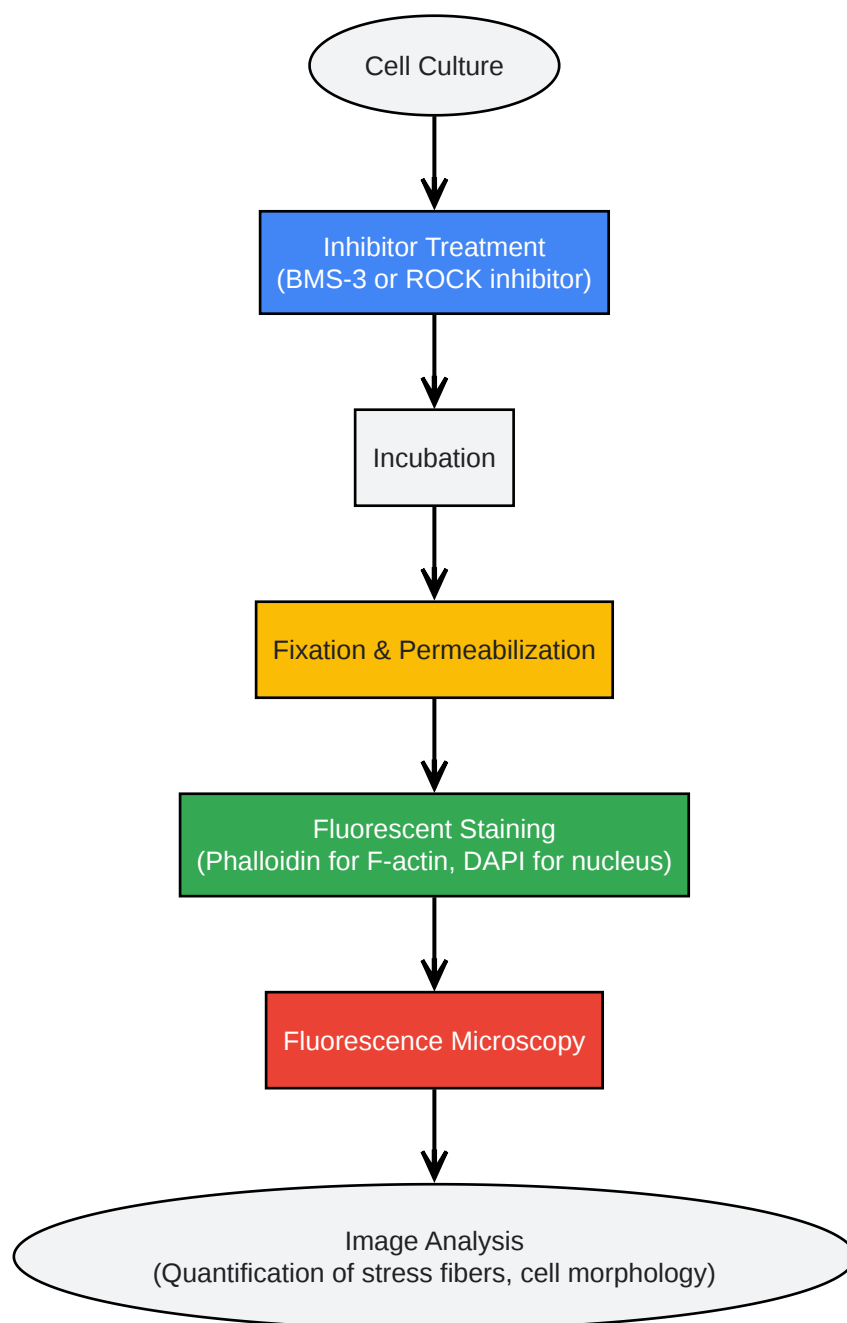 Cell Culture
Inhibitor Treatment
(BMS-3 or ROCK inhibitor)
Incubation
Fixation & Permeabilization
Fluorescent Staining
(Phalloidin for F-actin, DAPI for nucleus)
Fluorescence Microscopy
Image Analysis
(Quantification of stress fibers, cell morphology)